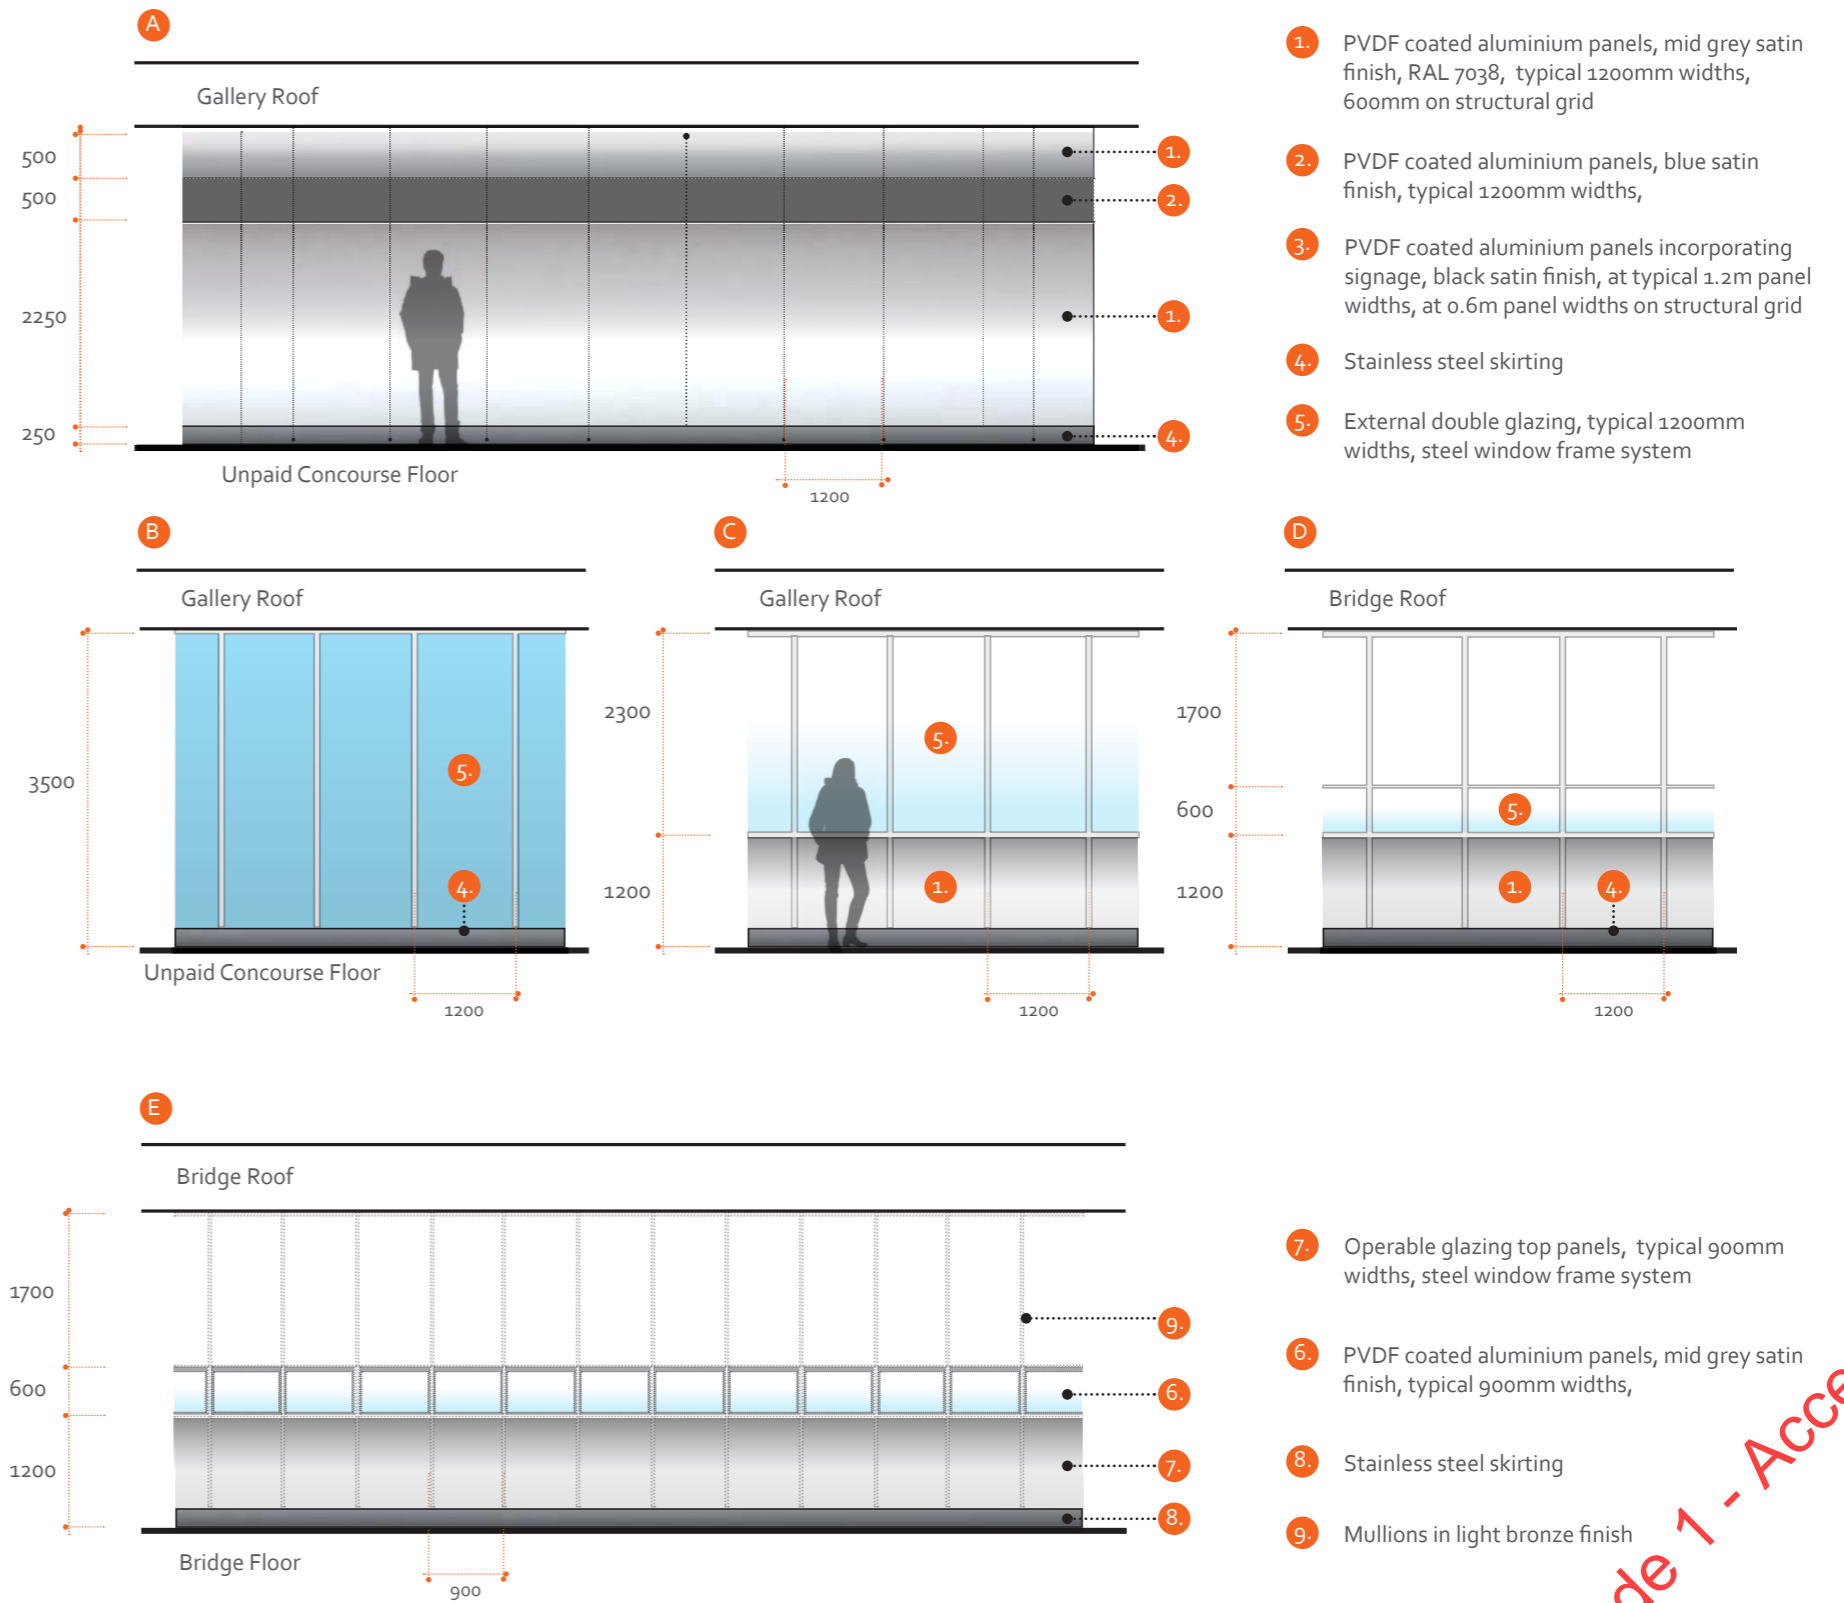 A
Gallery Roof
500
500
2250
250
1.
2.
1.
4.
Unpaid Concourse Floor
1200
1. PVDF coated aluminium panels, mid grey satin
finish, RAL 7038, typical 1200mm widths,
600mm on structural grid
2. PVDF coated aluminium panels, blue satin
finish, typical 1200mm widths,
3. PVDF coated aluminium panels incorporating
signage, black satin finish, at typical 1.2m panel
widths, at 0.6m panel widths on structural grid
4. Stainless steel skirting
5. External double glazing, typical 1200mm
widths, steel window frame system
B
Gallery Roof
3500
5.
4.
Unpaid Concourse Floor
1200
C
Gallery Roof
2300
1200
5.
1.
1200
D
Bridge Roof
1700
600
1200
5.
1.
4.
1200
E
Bridge Roof
1700
600
1200
9.
6.
7.
8.
Bridge Floor
900
7. Operable glazing top panels, typical 900mm
widths, steel window frame system
6. PVDF coated aluminium panels, mid grey satin
finish, typical 900mm widths,
8. Stainless steel skirting
9. Mullions in light bronze finish
de 1 - Acce